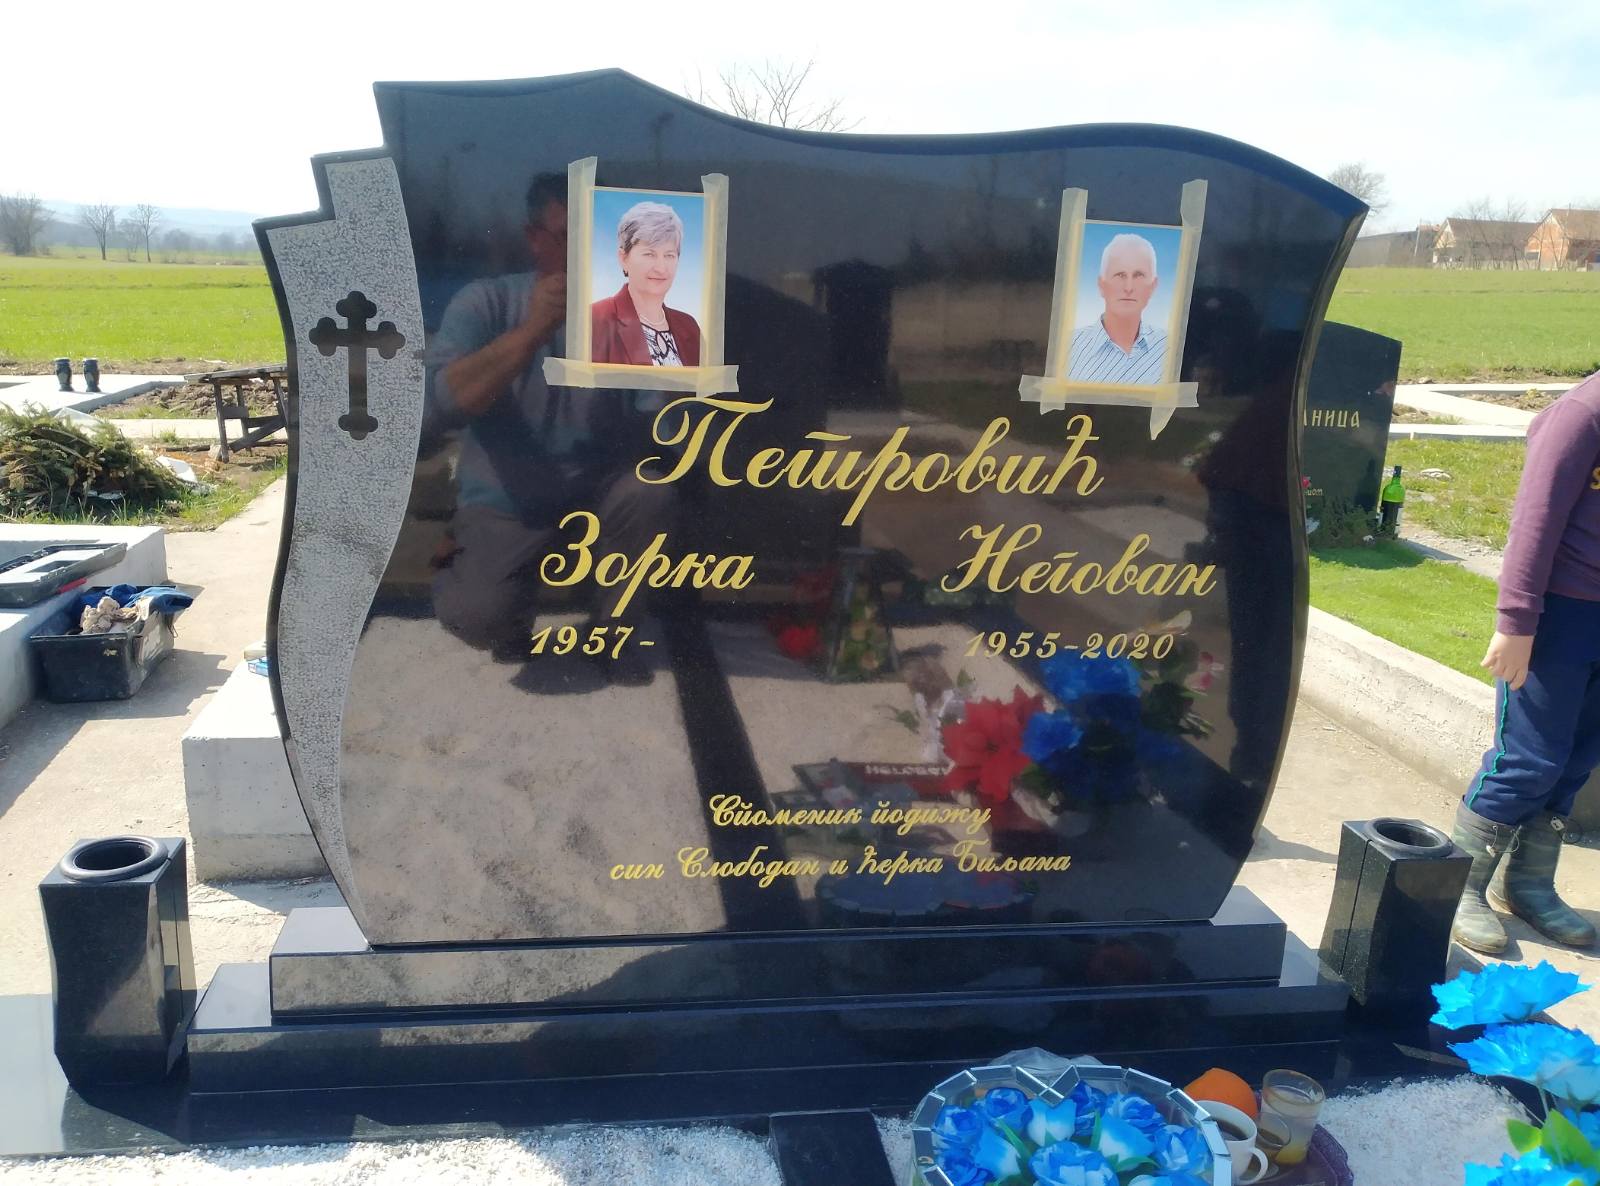 Петровић
Зорка Негован
1957- 1955-2020
Споменик подижу
син Слободан и ћерка Биљана